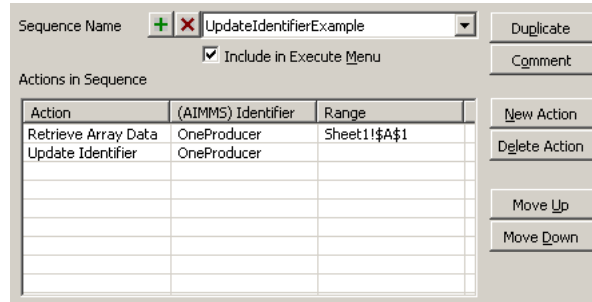 Sequence Name UpdateIdentifierExample Duplicate
Include in Execute Menu Comment
Actions in Sequence
Action (AIMMS) Identifier Range New Action
Retrieve Array Data OneProducer Sheet1!$A$1
Update Identifier OneProducer Delete Action
Move Up
Move Down